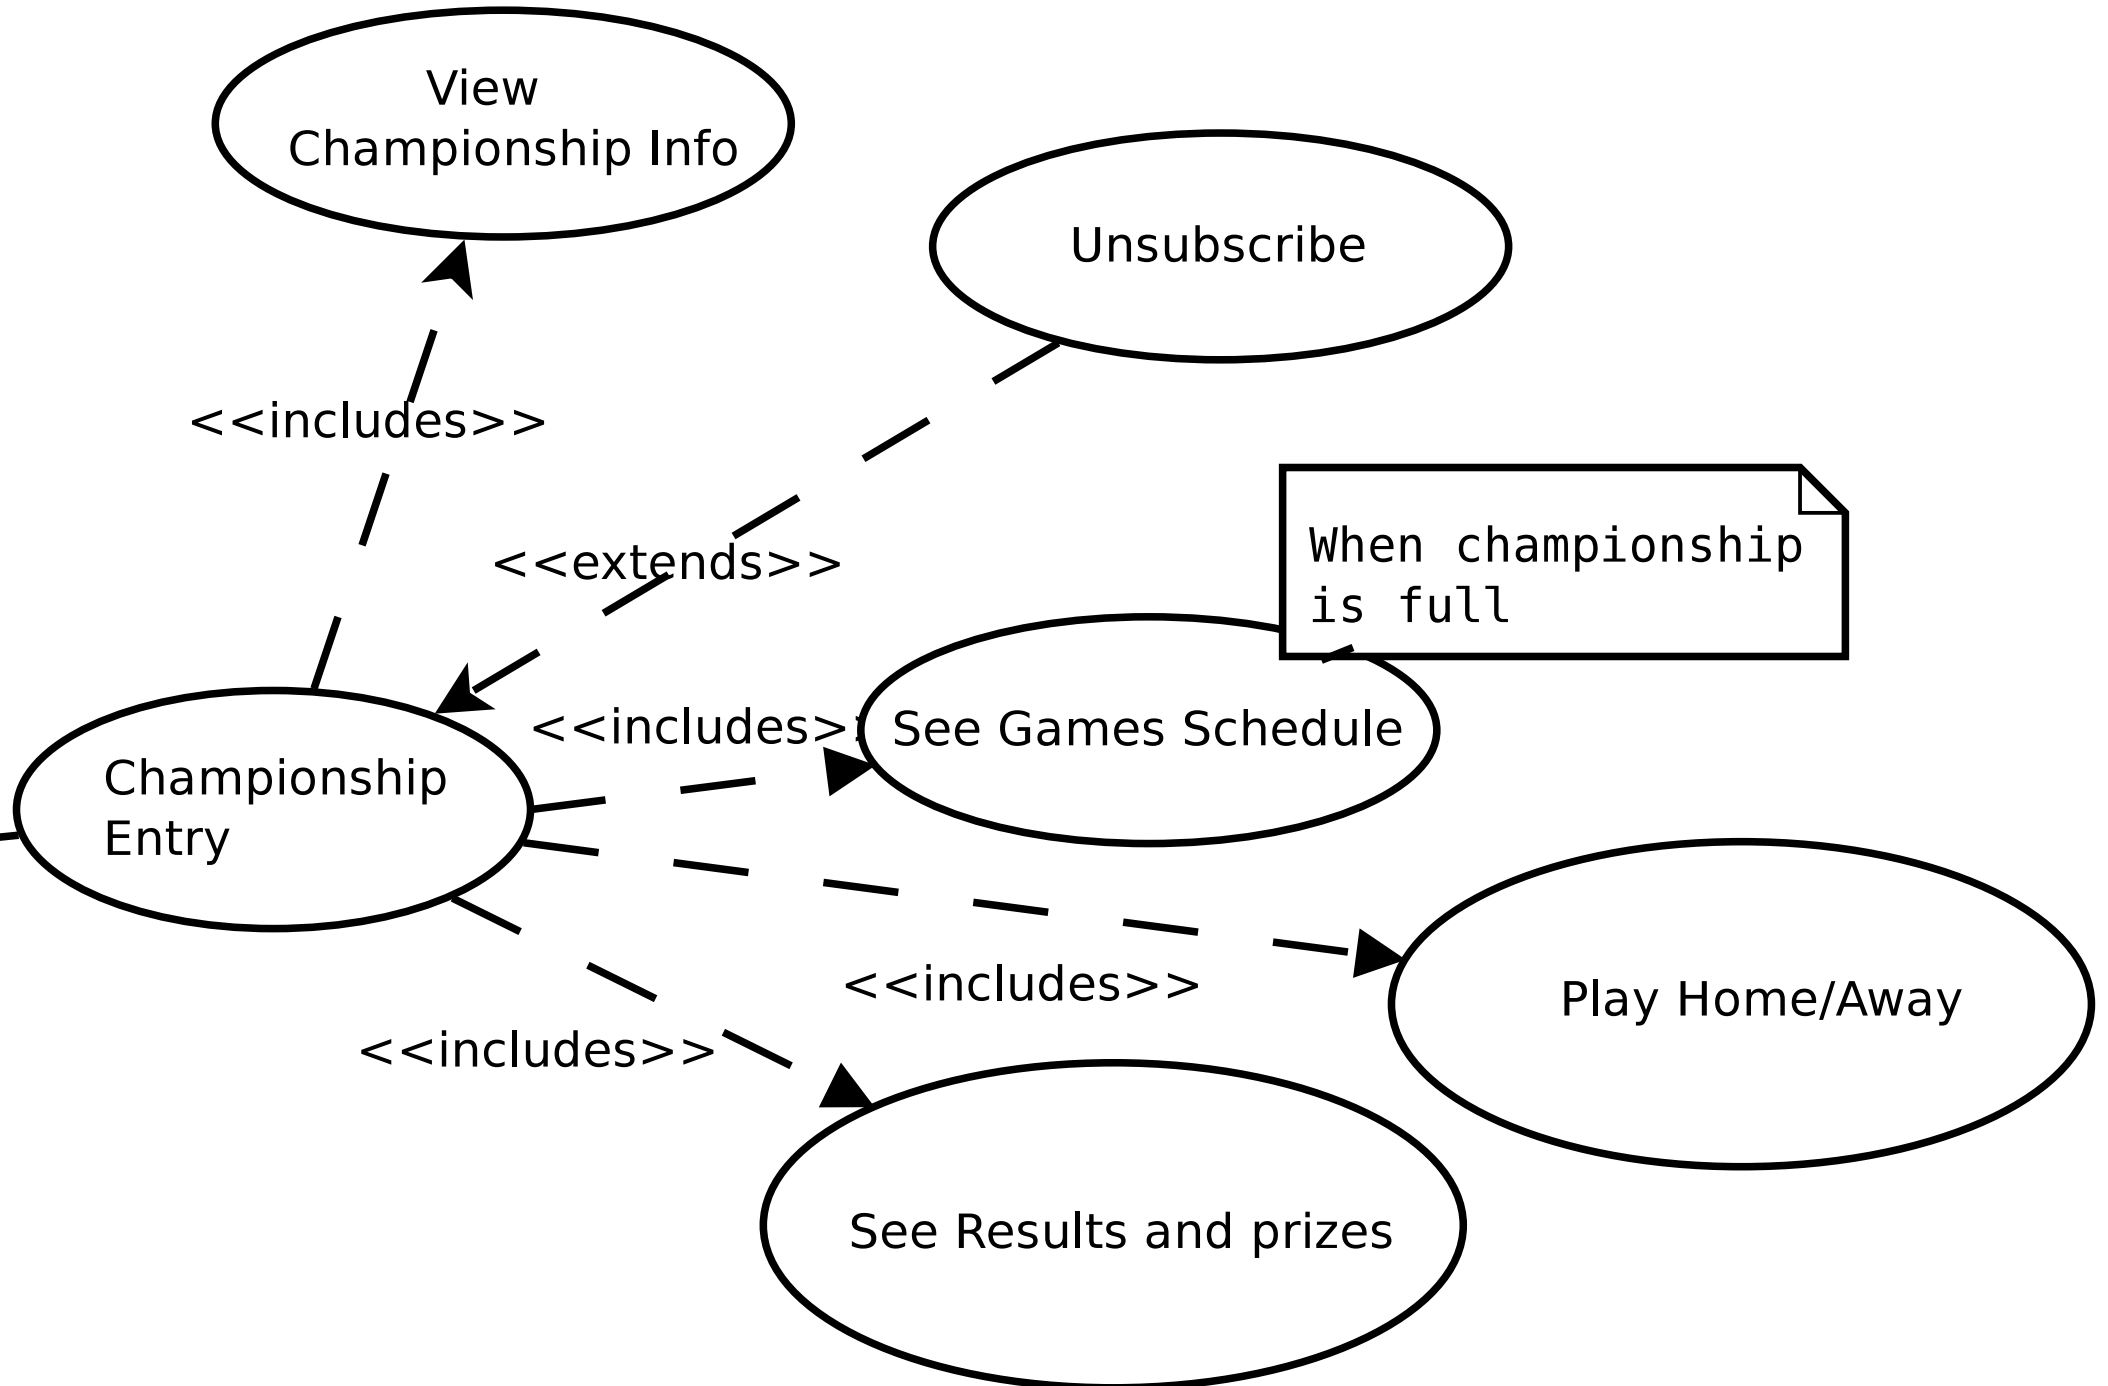 View
Championship Info
Unsubscribe
<<includes>>
<<extends>>
When championship
is full
<<includes>
See Games Schedule
Championship
Entry
<<includes>>
Play Home/Away
<<includes>>
See Results and prizes